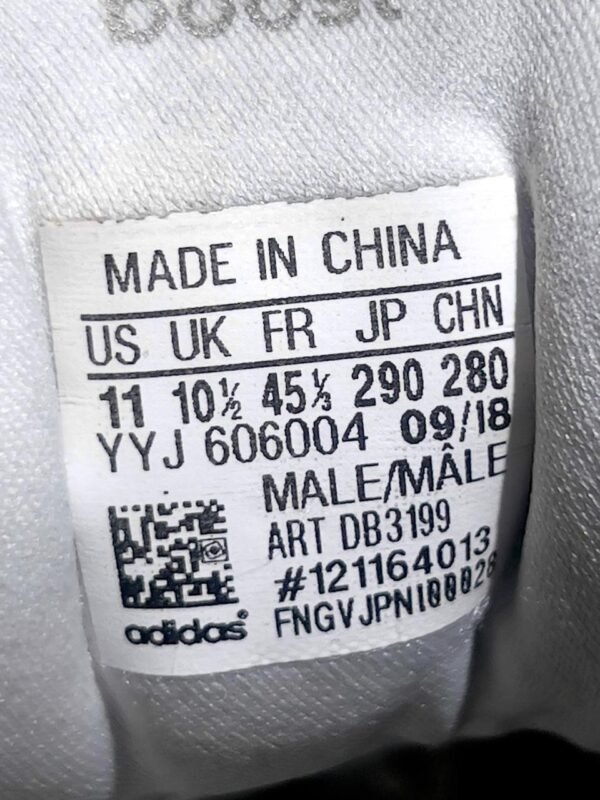 boost
MADE IN CHINA
US UK FR JP CHN
11 10½ 45⅓ 290 280
YYJ 606004 09/18
MALE/MÂLE
ART DB3199
#121164013
adidas®